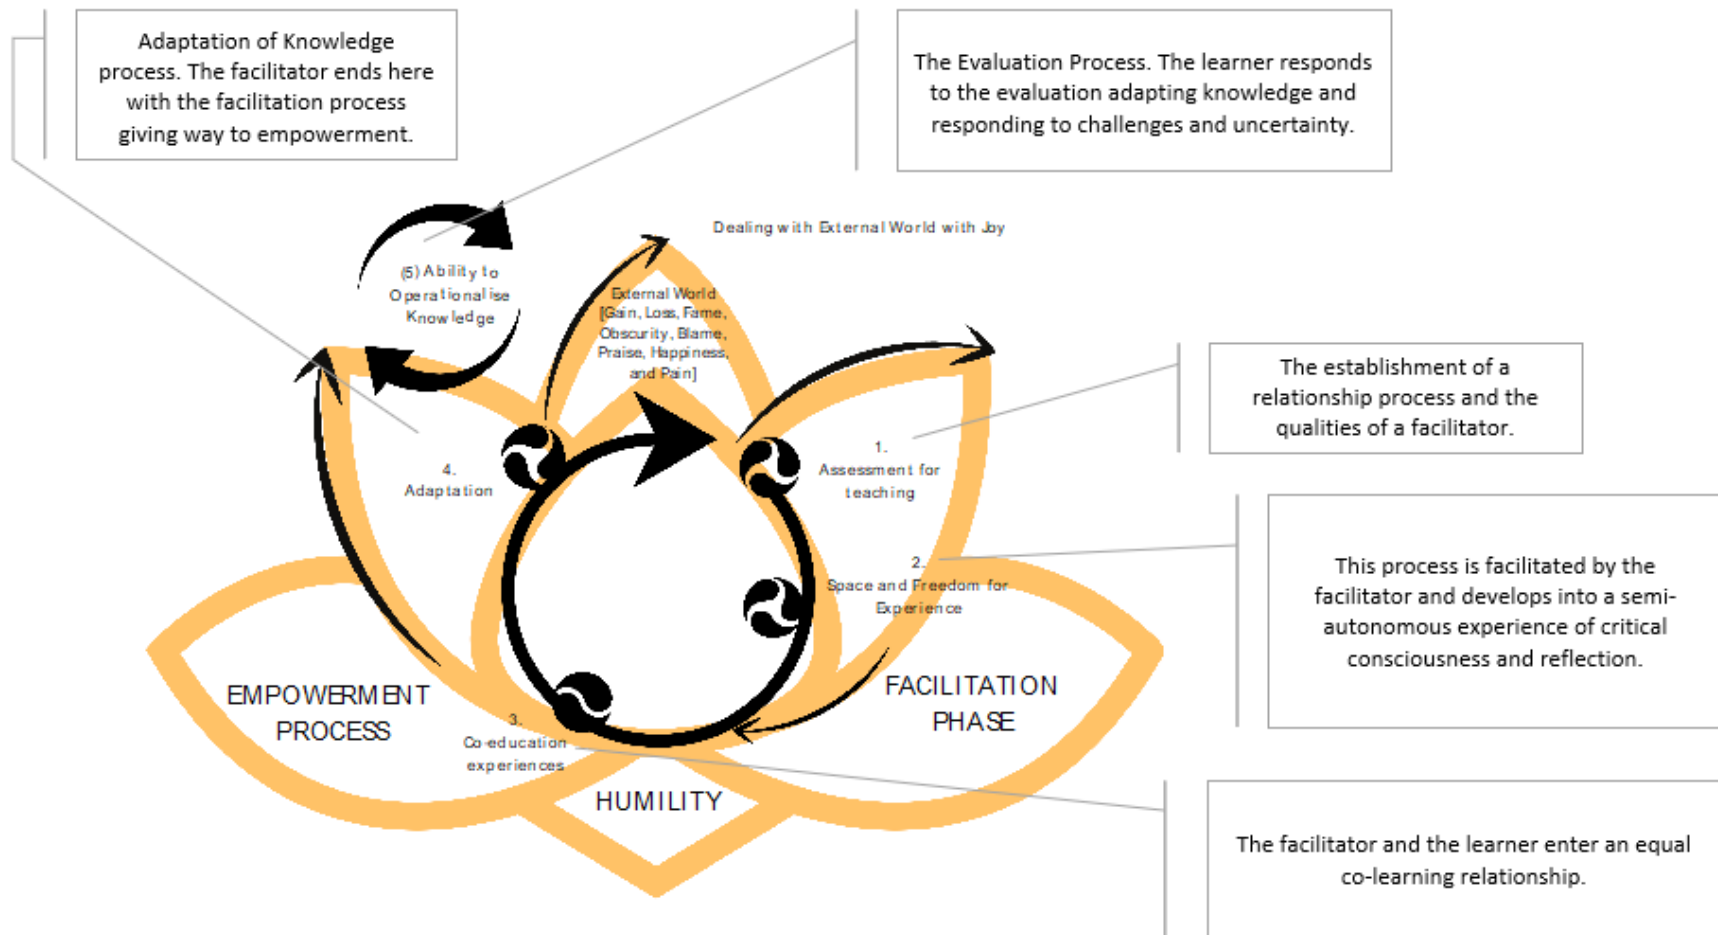 Adaptation of Knowledge
process. The facilitator ends here
with the facilitation process
giving way to empowerment.
The Evaluation Process. The learner responds
to the evaluation adapting knowledge and
responding to challenges and uncertainty.
Dealing with External World with Joy
(5) Ability to
Operationalise
Knowledge
External World
[Gain, Loss, Fame,
Obscurity, Blame,
Praise, Happiness,
and Pain]
The establishment of a
relationship process and the
qualities of a facilitator.
1.
Assessment for
teaching
4.
Adaptation
2.
Space and Freedom for
Experience
This process is facilitated by the
facilitator and develops into a semi-
autonomous experience of critical
consciousness and reflection.
EMPOWERMENT
PROCESS
FACILITATION
PHASE
3.
Co-education
experiences
HUMILITY
The facilitator and the learner enter an equal
co-learning relationship.